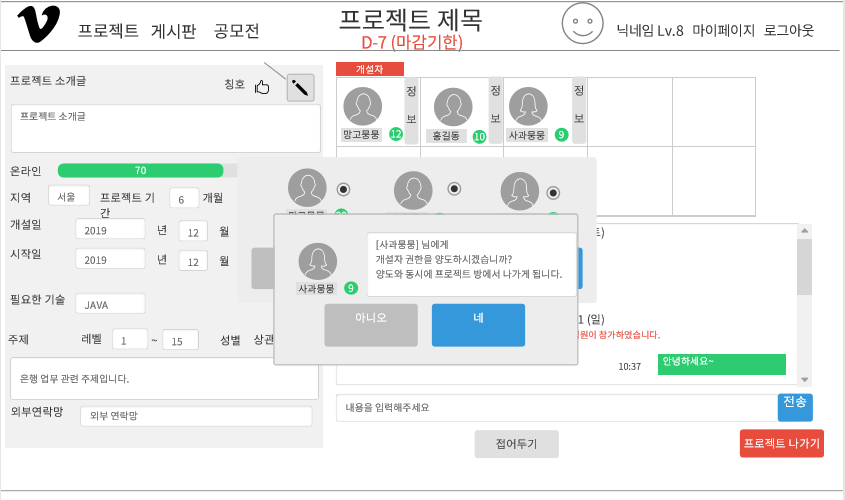 프로젝트 게시판 공모전
프로젝트 제목
D-7 (마감기한)
닉네임 Lv.8 마이페이지 로그아웃
프로젝트 소개글
칭호
프로젝트 소개글
온라인
70
지역
서울
프로젝트 기간
6
개월
개설일
2019
년
12
월
시작일
2019
년
12
월
필요한 기술
JAVA
주제
레벨
1
~
15
성별
상관
은행 업부 관련 주제입니다.
외부연락망
외부 연락망
개설자
망고뭉뭉
12
정보
홍길동
10
정보
사과뭉뭉
9
정보
[사과뭉뭉] 님에게
개설자 권한을 양도하시겠습니까?
양도와 동시에 프로젝트 방에서 나가게 됩니다.
사과뭉뭉
9
아니오
네
1 (일)
원이 참가하였습니다.
10:37
안녕하세요~
내용을 입력해주세요
전송
접어두기
프로젝트 나가기